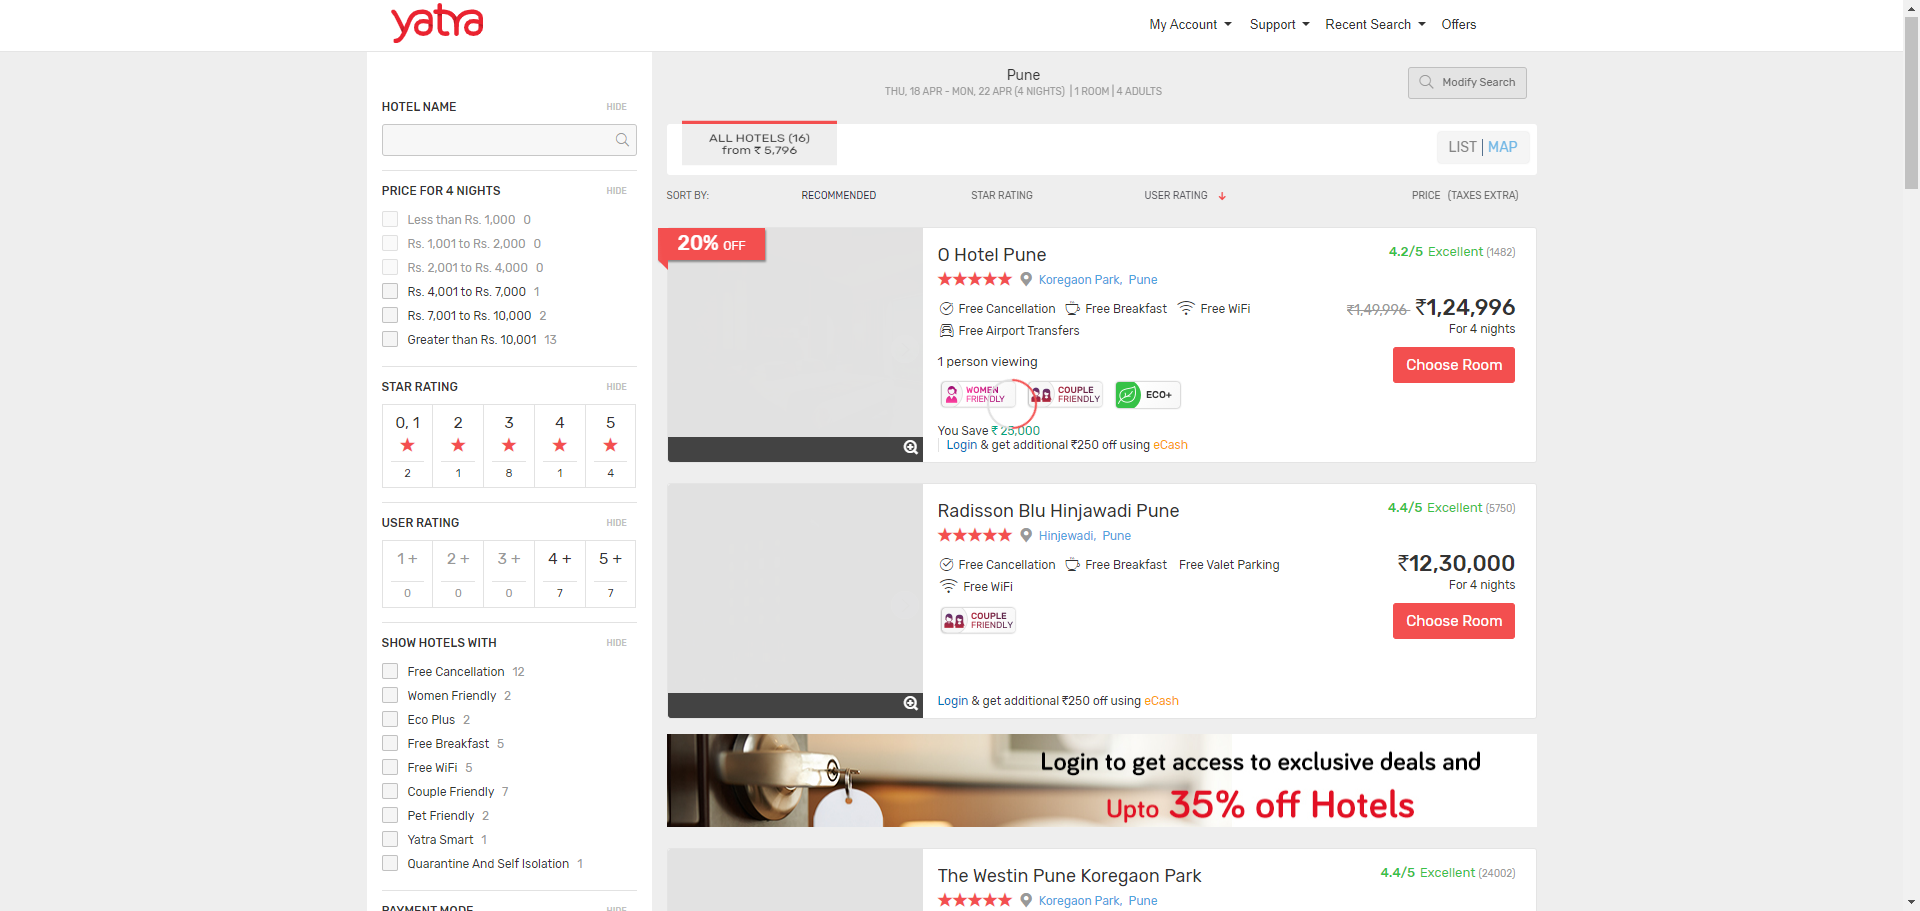 yatra
My Account
Support
Recent Search
Offers
HOTEL NAME
HIDE
PRICE FOR 4 NIGHTS
HIDE
Less than Rs. 1,000 0
Rs. 1,001 to Rs. 2,000 0
Rs. 2,001 to Rs. 4,000 0
Rs. 4,001 to Rs. 7,000 1
Rs. 7,001 to Rs. 10,000 2
Greater than Rs. 10,001 13
STAR RATING
HIDE
0, 1 2 3 4 5
2 1 8 1 4
USER RATING
HIDE
1 + 2 + 3 + 4 + 5 +
0 0 0 7 7
SHOW HOTELS WITH
HIDE
Free Cancellation 12
Women Friendly 2
Eco Plus 2
Free Breakfast 5
Free WiFi 5
Couple Friendly 7
Pet Friendly 2
Yatra Smart 1
Quarantine And Self Isolation 1
PAYMENT MODE
HIDE
Pune
THU, 18 APR - MON, 22 APR (4 NIGHTS) | 1 ROOM | 4 ADULTS
Modify Search
ALL HOTELS (16)
from ₹ 5,796
LIST | MAP
SORT BY:
RECOMMENDED
STAR RATING
USER RATING
PRICE (TAXES EXTRA)
20% OFF
O Hotel Pune
4.2/5 Excellent (1482)
Koregaon Park, Pune
Free Cancellation Free Breakfast Free WiFi
Free Airport Transfers
₹1,49,996 ₹1,24,996
For 4 nights
Choose Room
1 person viewing
WOMEN
FRIENDLY
COUPLE
FRIENDLY
ECO+
You Save ₹ 25,000
Login & get additional ₹250 off using eCash
Radisson Blu Hinjawadi Pune
4.4/5 Excellent (5750)
Hinjewadi, Pune
Free Cancellation Free Breakfast Free Valet Parking
Free WiFi
₹12,30,000
For 4 nights
Choose Room
COUPLE
FRIENDLY
Login & get additional ₹250 off using eCash
Login to get access to exclusive deals and
Upto 35% off Hotels
The Westin Pune Koregaon Park
4.4/5 Excellent (24002)
Koregaon Park, Pune